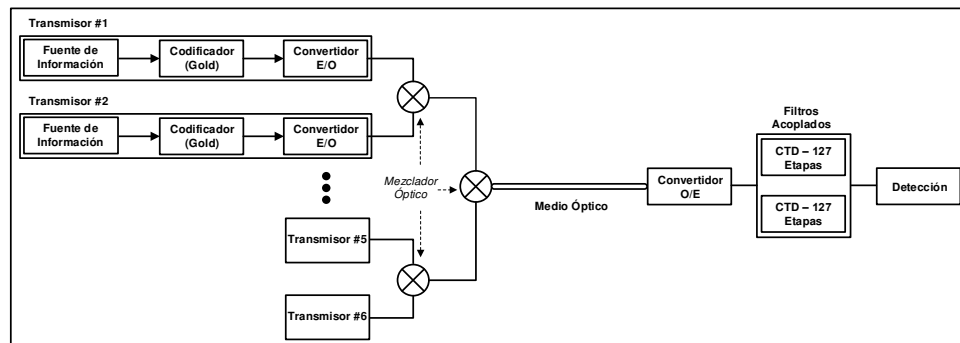 Transmisor #1
Fuente de
Información
Codificador
(Gold)
Convertidor
E/O
Transmisor #2
Fuente de
Información
Codificador
(Gold)
Convertidor
E/O
Mezclador
Óptico
Transmisor #5
Transmisor #6
Medio Óptico
Convertidor
O/E
Filtros
Acoplados
CTD – 127
Etapas
CTD – 127
Etapas
Detección